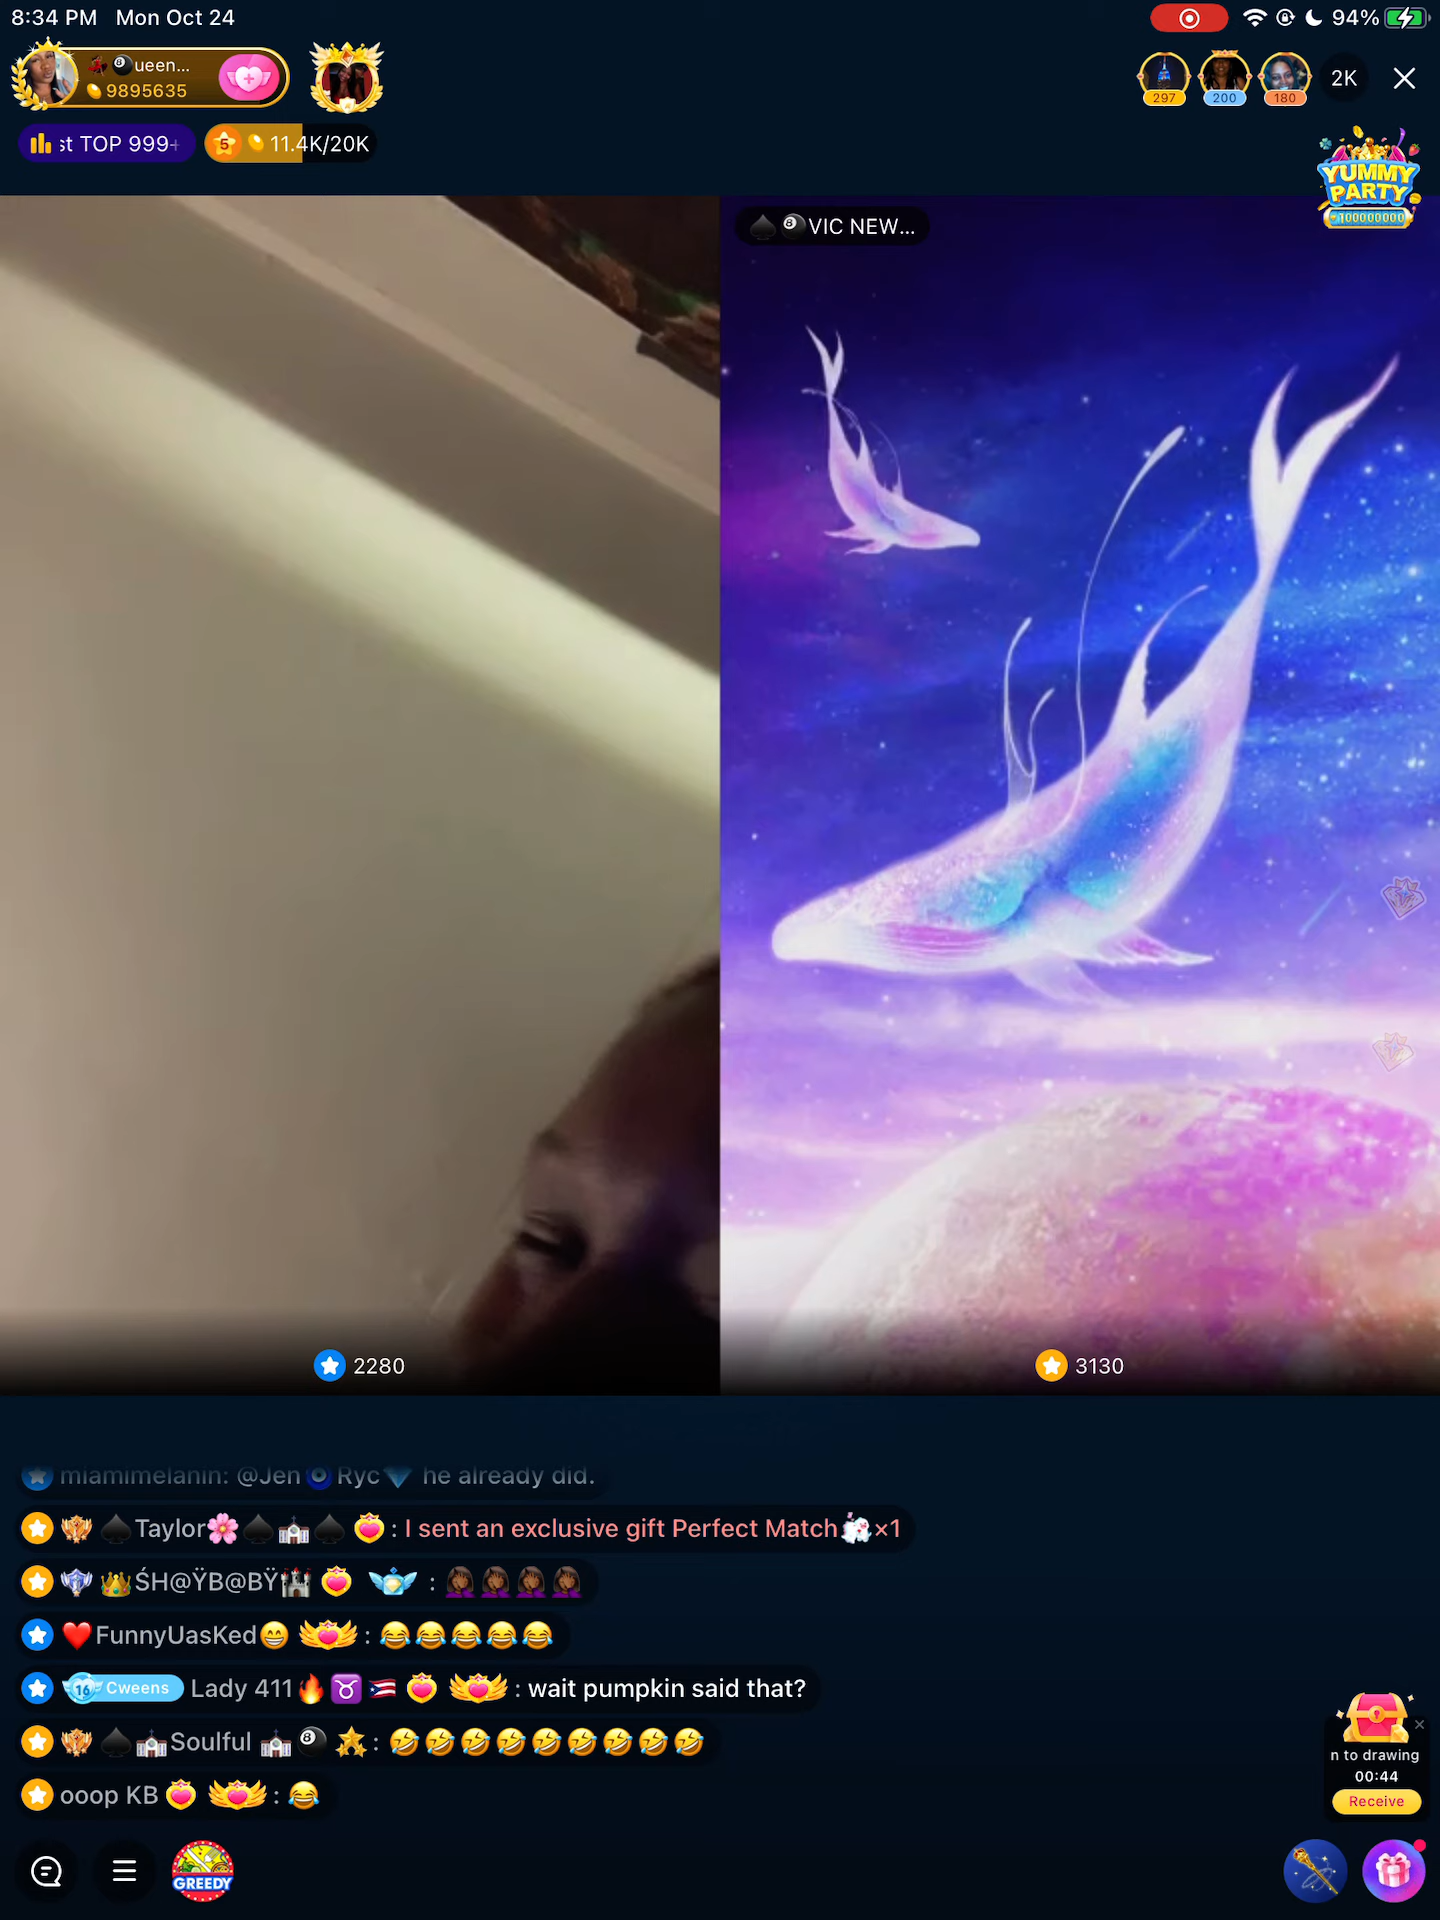 8:34 PM Mon Oct 24
94%
🎱ueen...
9895635
297
200
180
2K
st TOP 999+
5 11.4K/20K
YUMMY
PARTY
100000000
♠️🎱VIC NEW...
2280
3130
miamimelanin: @Jen🧿Ryc💎 he already did.
♠️Taylor🌸♠️💒♠️ : I sent an exclusive gift Perfect Match ×1
👑ŚH@ŸB@BŸ🏰 : 🤦🏾‍♀️🤦🏾‍♀️🤦🏾‍♀️🤦🏾‍♀️
❤️FunnyUasKed😁 : 😂😂😂😂😂
16 Cweens Lady 411🔥♉🇵🇷 : wait pumpkin said that?
♠️💒Soulful 💒🎱 : 🤣🤣🤣🤣🤣🤣🤣🤣🤣
ooop KB : 😂
n to drawing
00:44
Receive
GREEDY